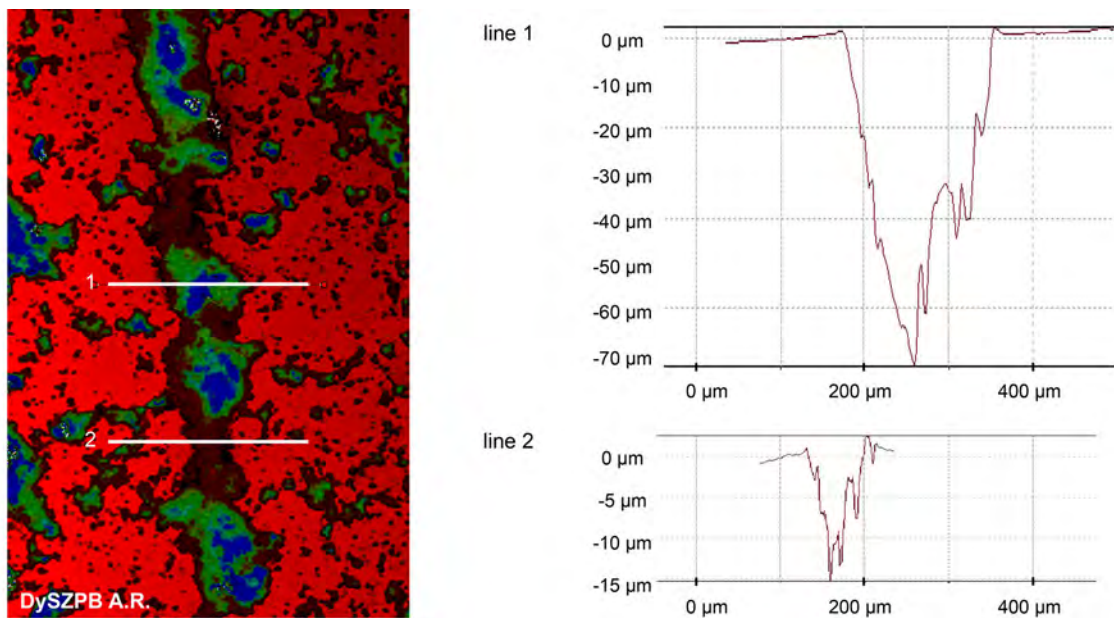 line 1
0 µm
-10 µm
-20 µm
-30 µm
-40 µm
-50 µm
-60 µm
-70 µm
0 µm 200 µm 400 µm
1
2
line 2
0 µm
-5 µm
-10 µm
-15 µm
0 µm 200 µm 400 µm
DySZPB A.R.